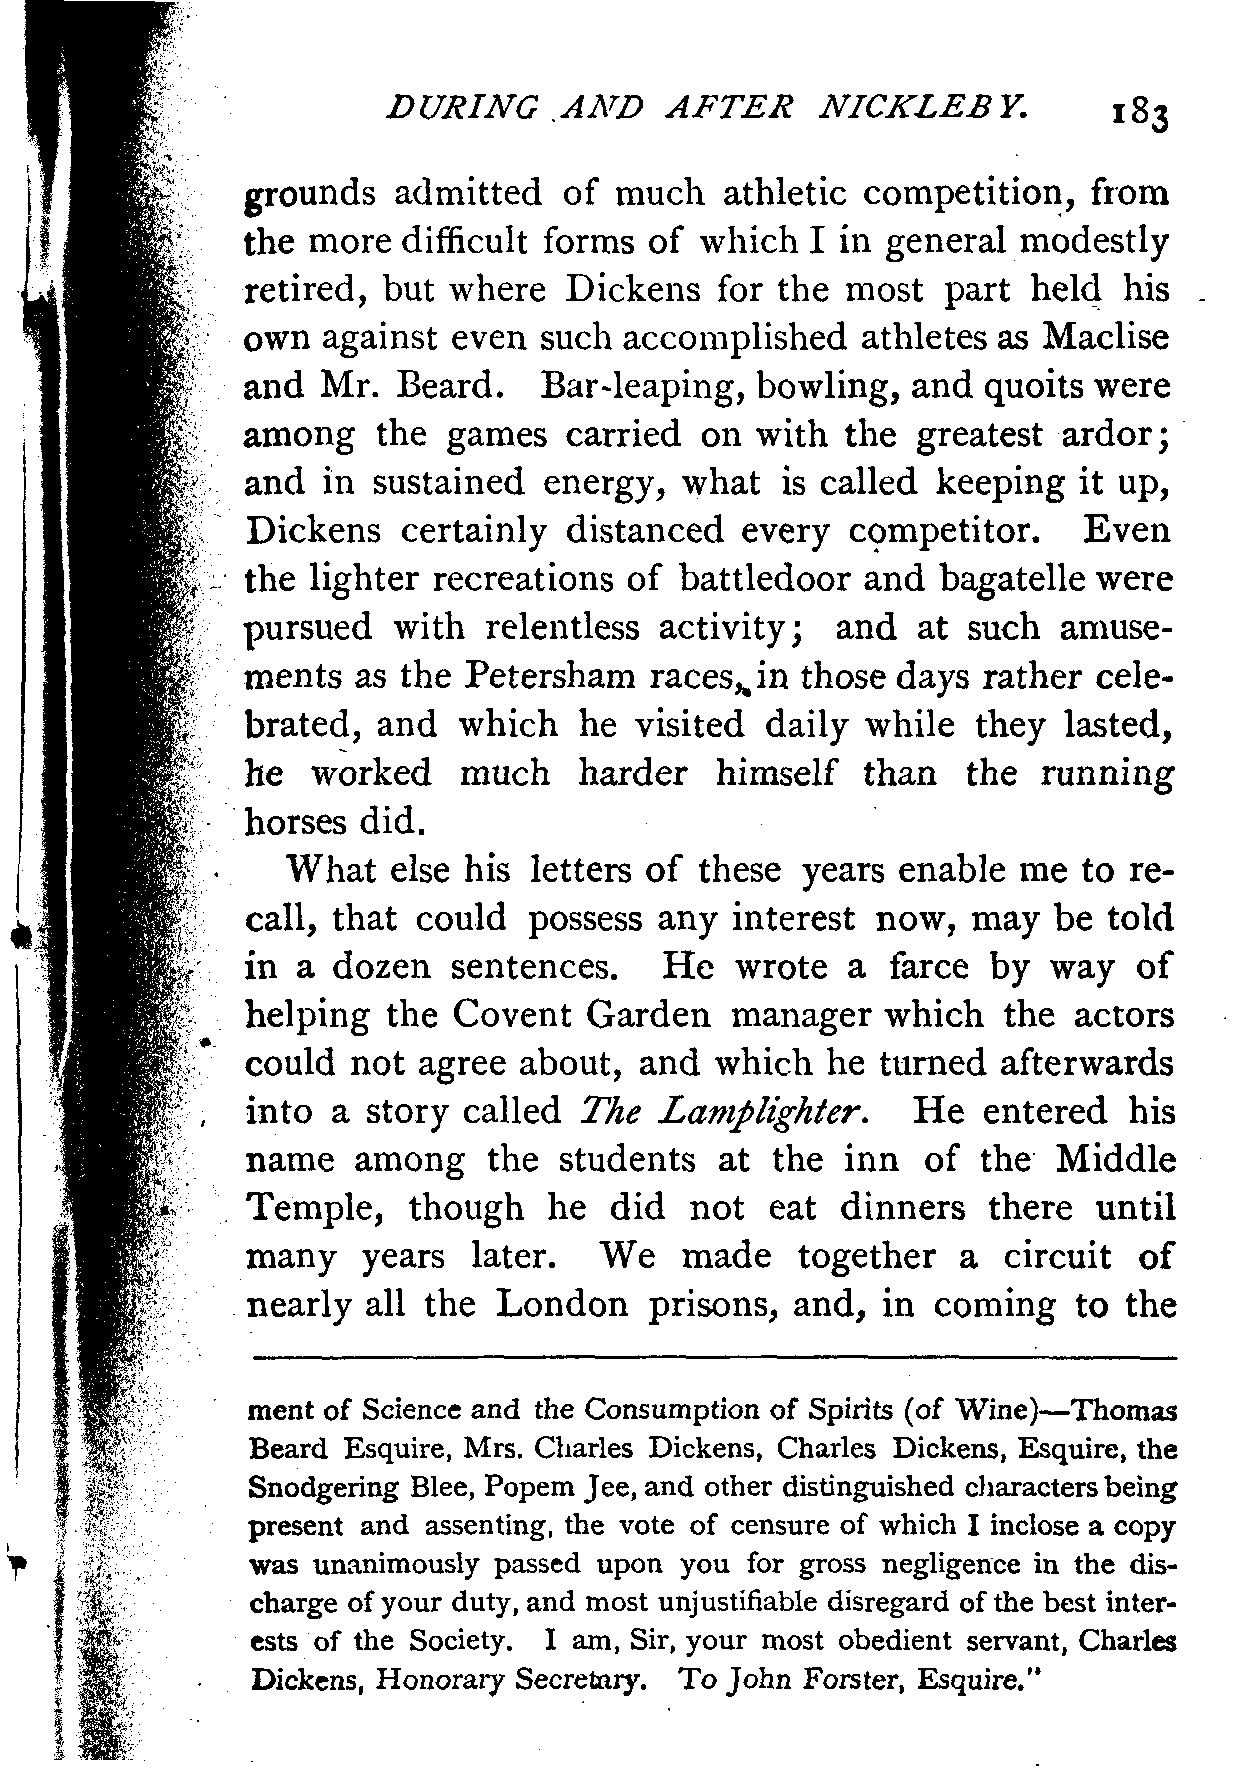 DURING AND AFTER NICKLEBY. 183
grounds admitted of much athletic competition, from
the more difficult forms of which I in general modestly
retired, but where Dickens for the most part held his
own against even such accomplished athletes as Maclise
and Mr. Beard. Bar-leaping, bowling, and quoits were
among the games carried on with the greatest ardor;
and in sustained energy, what is called keeping it up,
Dickens certainly distanced every competitor. Even
the lighter recreations of battledoor and bagatelle were
pursued with relentless activity; and at such amuse-
ments as the Petersham races, in those days rather cele-
brated, and which he visited daily while they lasted,
he worked much harder himself than the running
horses did.
What else his letters of these years enable me to re-
call, that could possess any interest now, may be told
in a dozen sentences. He wrote a farce by way of
helping the Covent Garden manager which the actors
could not agree about, and which he turned afterwards
into a story called The Lamplighter. He entered his
name among the students at the inn of the Middle
Temple, though he did not eat dinners there until
many years later. We made together a circuit of
nearly all the London prisons, and, in coming to the
ment of Science and the Consumption of Spirits (of Wine)—Thomas
Beard Esquire, Mrs. Charles Dickens, Charles Dickens, Esquire, the
Snodgering Blee, Popem Jee, and other distinguished characters being
present and assenting, the vote of censure of which I inclose a copy
was unanimously passed upon you for gross negligence in the dis-
charge of your duty, and most unjustifiable disregard of the best inter-
ests of the Society. I am, Sir, your most obedient servant, Charles
Dickens, Honorary Secretary. To John Forster, Esquire."